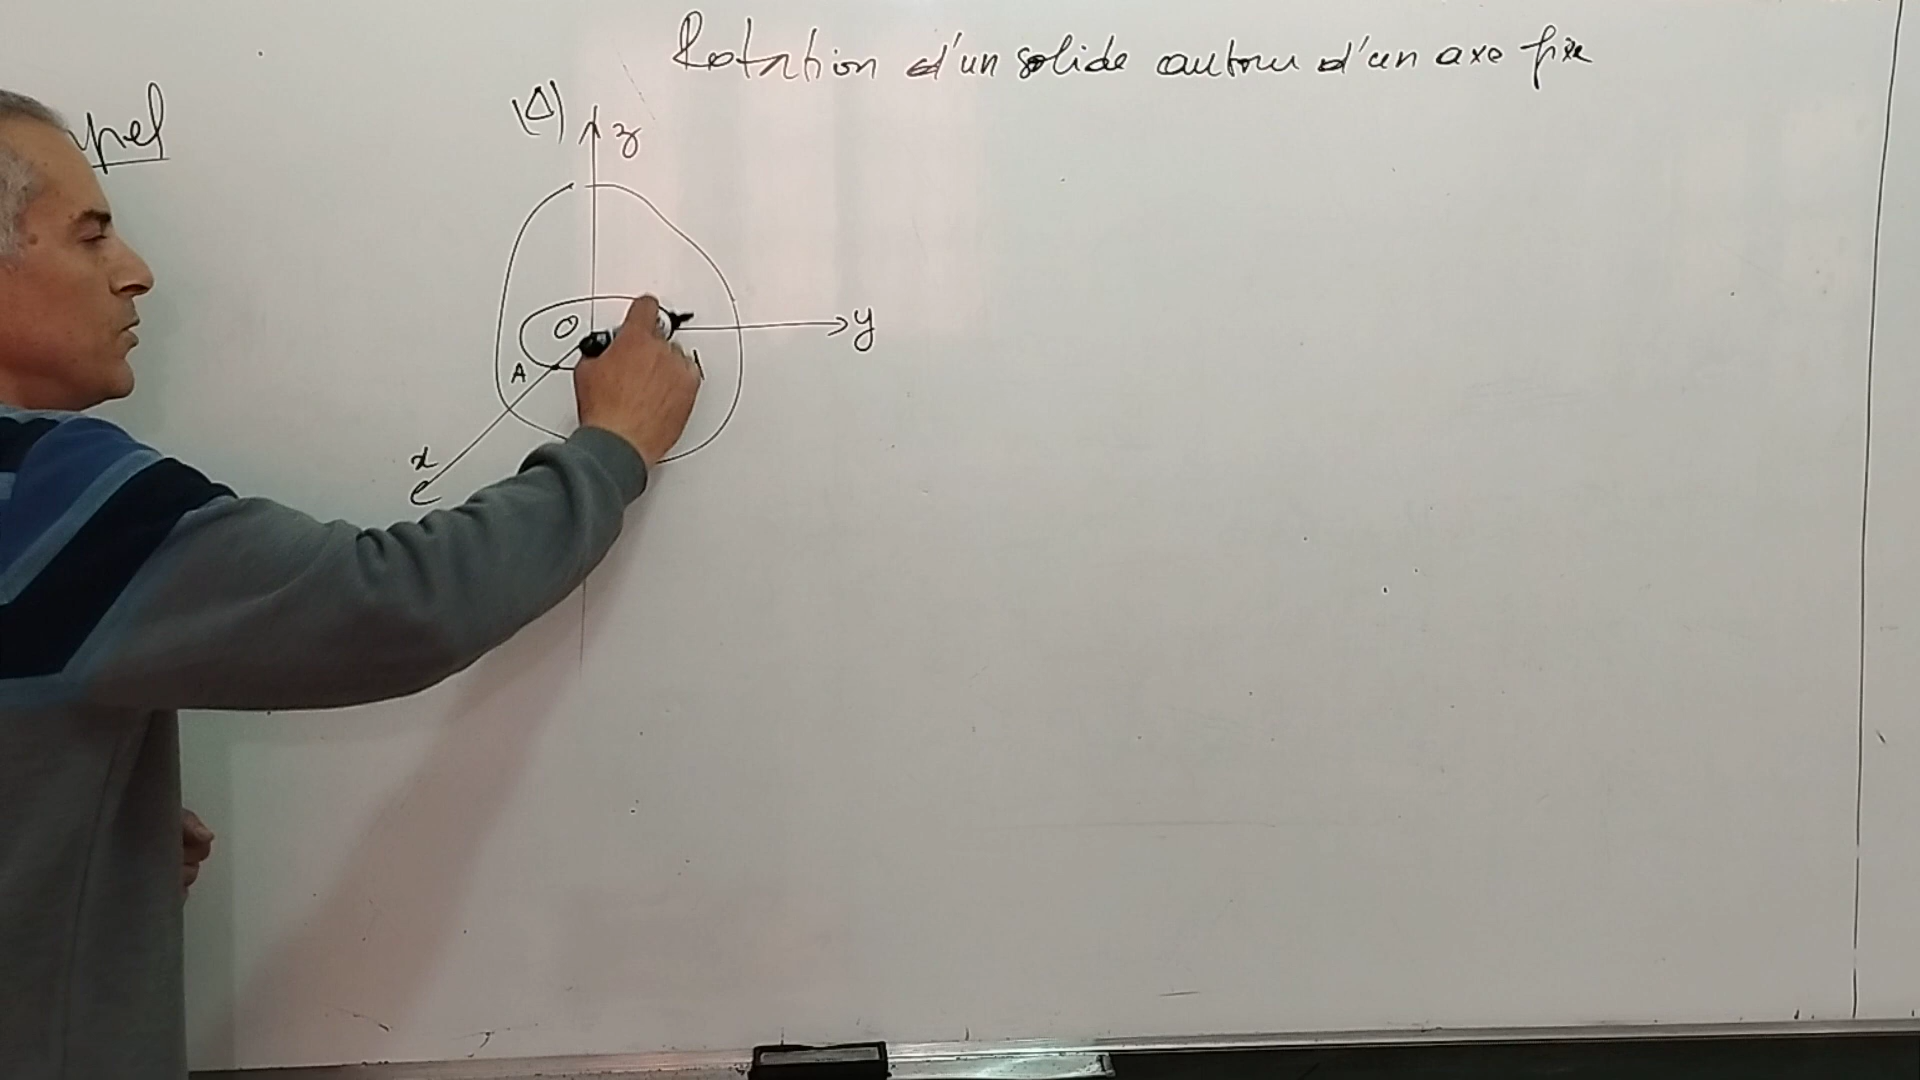 Rotation d'un solide autour d'un axe fixe
(Δ)
z
O
y
A
x